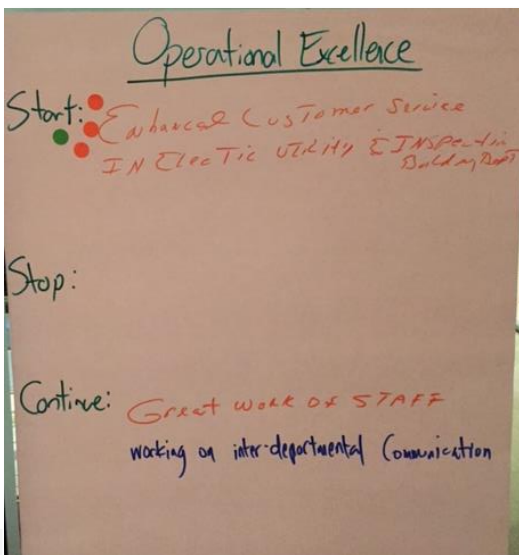 Operational Excellence
Start: Enhanced Customer Service
IN Electic Utility & INSpection
Building Dept
Stop:
Continue: Great work of STAFF
working on inter-departmental Communication